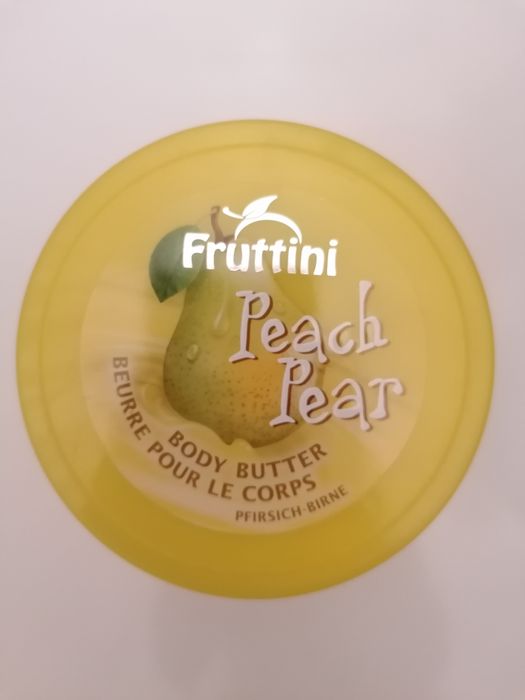 Fruttini
Peach
Pear
BODY BUTTER
BEURRE POUR LE CORPS
PFIRSICH-BIRNE